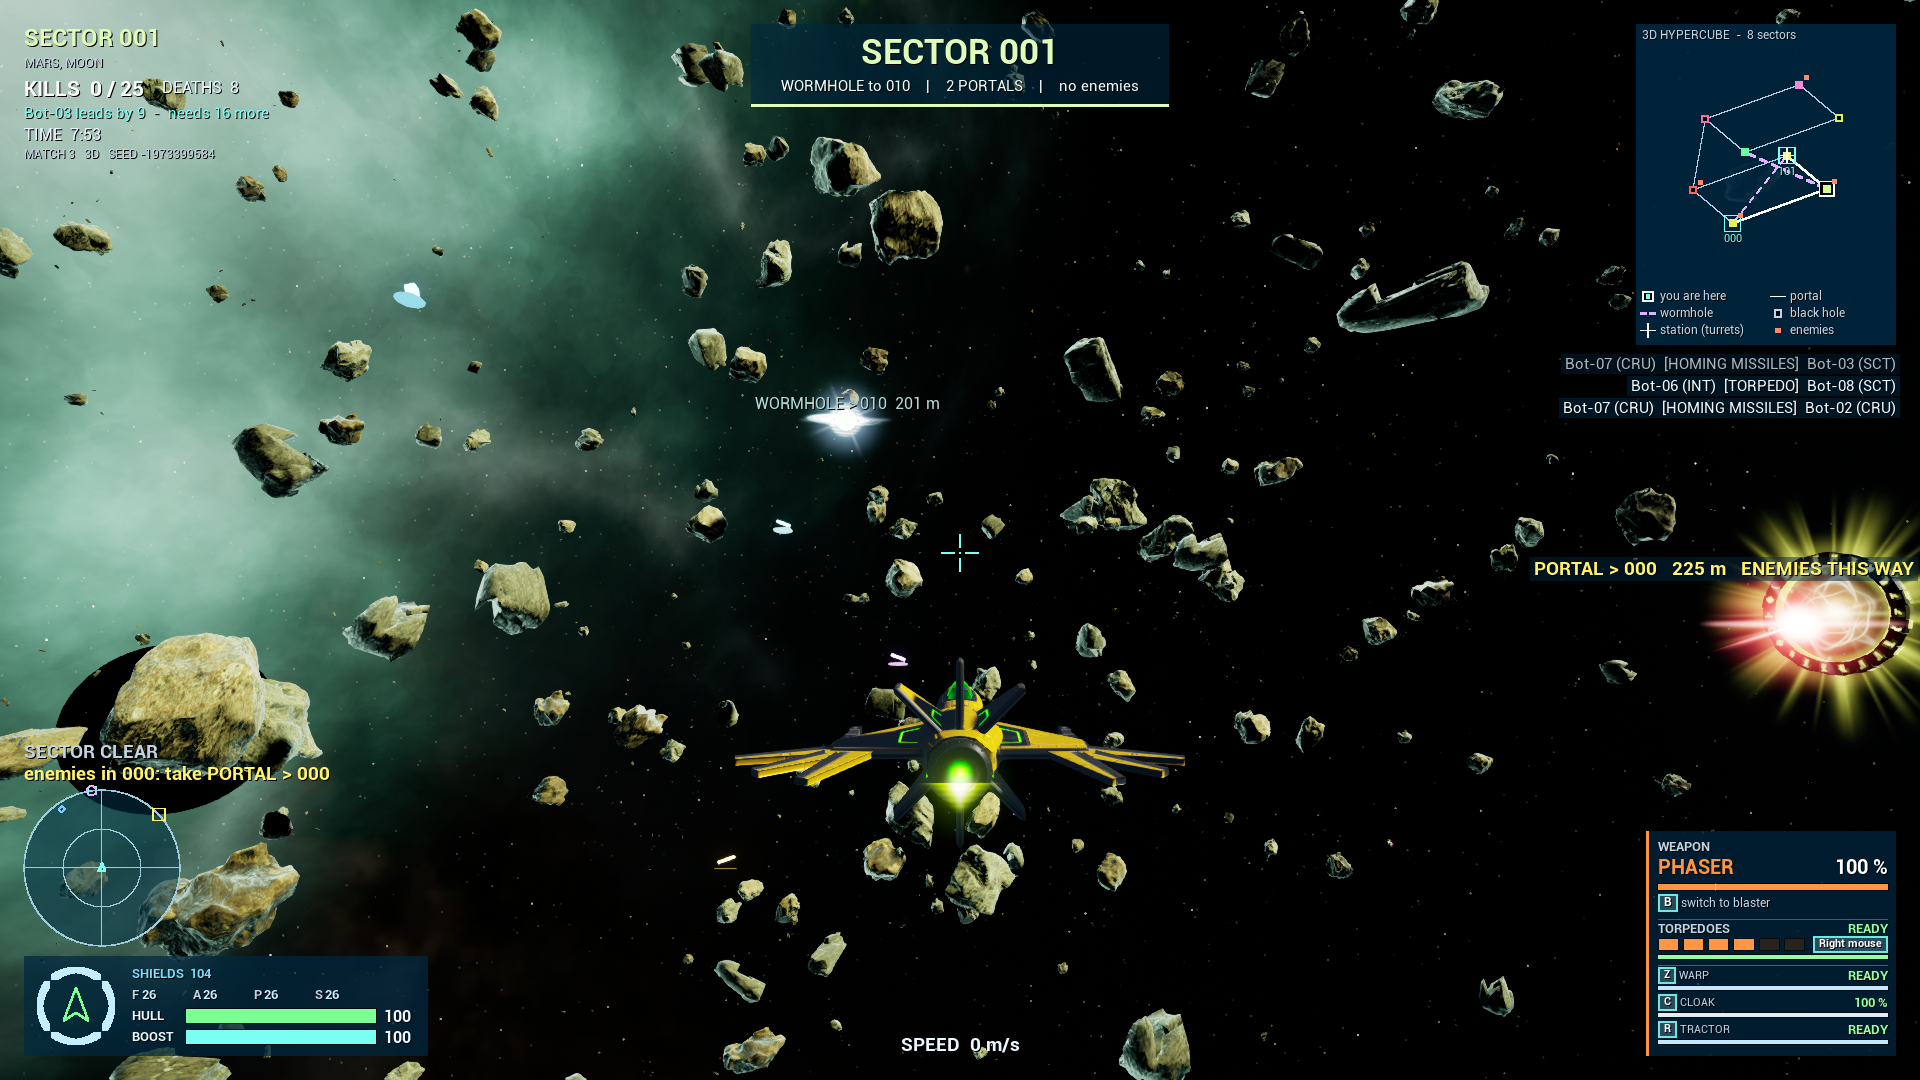 SECTOR 001
MARS, MOON
KILLS 0 / 25 DEATHS 8
Bot-03 leads by 9 - needs 16 more
TIME 7:53
MATCH 3 3D SEED -1973399584
SECTOR 001
WORMHOLE to 010 | 2 PORTALS | no enemies
3D HYPERCUBE - 8 sectors
101
000
you are here
portal
wormhole
black hole
station (turrets)
enemies
Bot-07 (CRU) [HOMING MISSILES] Bot-03 (SCT)
Bot-06 (INT) [TORPEDO] Bot-08 (SCT)
Bot-07 (CRU) [HOMING MISSILES] Bot-02 (CRU)
WORMHOLE > 010 201 m
PORTAL > 000 225 m ENEMIES THIS WAY
SECTOR CLEAR
enemies in 000: take PORTAL > 000
SHIELDS 104
F 26 A 26 P 26 S 26
HULL 100
BOOST 100
SPEED 0 m/s
WEAPON
PHASER 100 %
B switch to blaster
TORPEDOES READY
Right mouse
Z WARP READY
C CLOAK 100 %
R TRACTOR READY